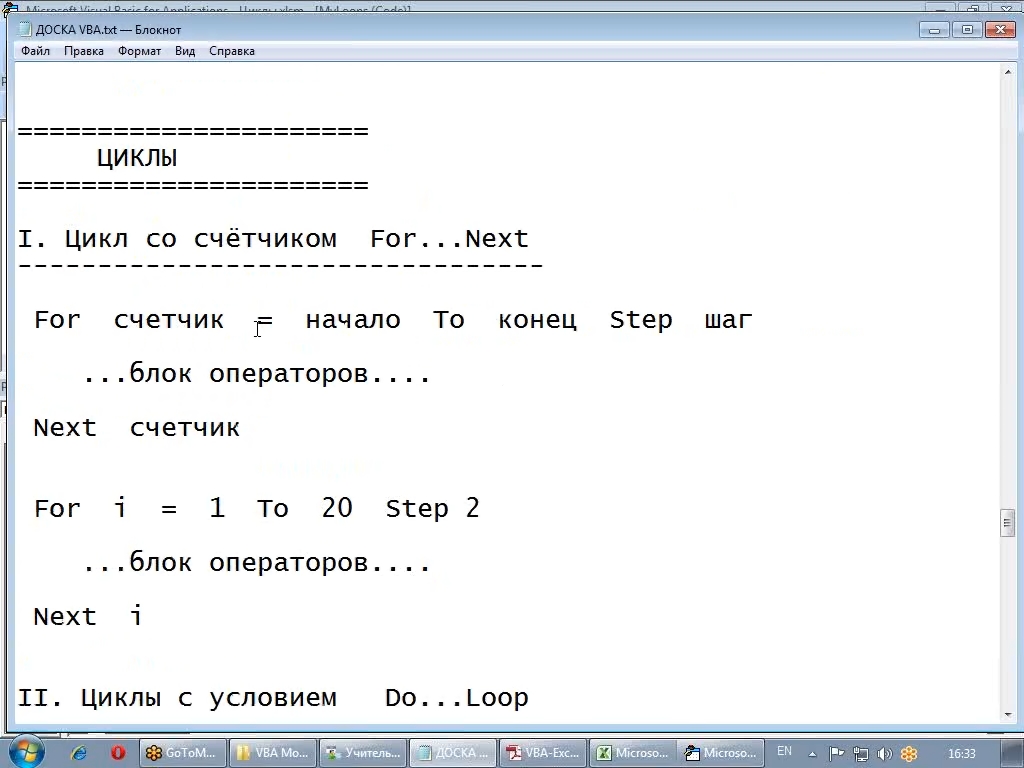 Microsoft Visual Basic for Applications - Циклы.xlsm - [MyLoops (Code)]
ДОСКА VBA.txt — Блокнот
Файл Правка Формат Вид Справка
======================
ЦИКЛЫ
======================
I. Цикл со счётчиком For...Next
---------------------------------
For счетчик = начало To конец Step шаг
...блок операторов....
Next счетчик
For i = 1 To 20 Step 2
...блок операторов....
Next i
II. Циклы с условием Do...Loop
GoToM... VBA Mo... Учитель... ДОСКА ... VBA-Exc... Microso... Microso... EN 16:33